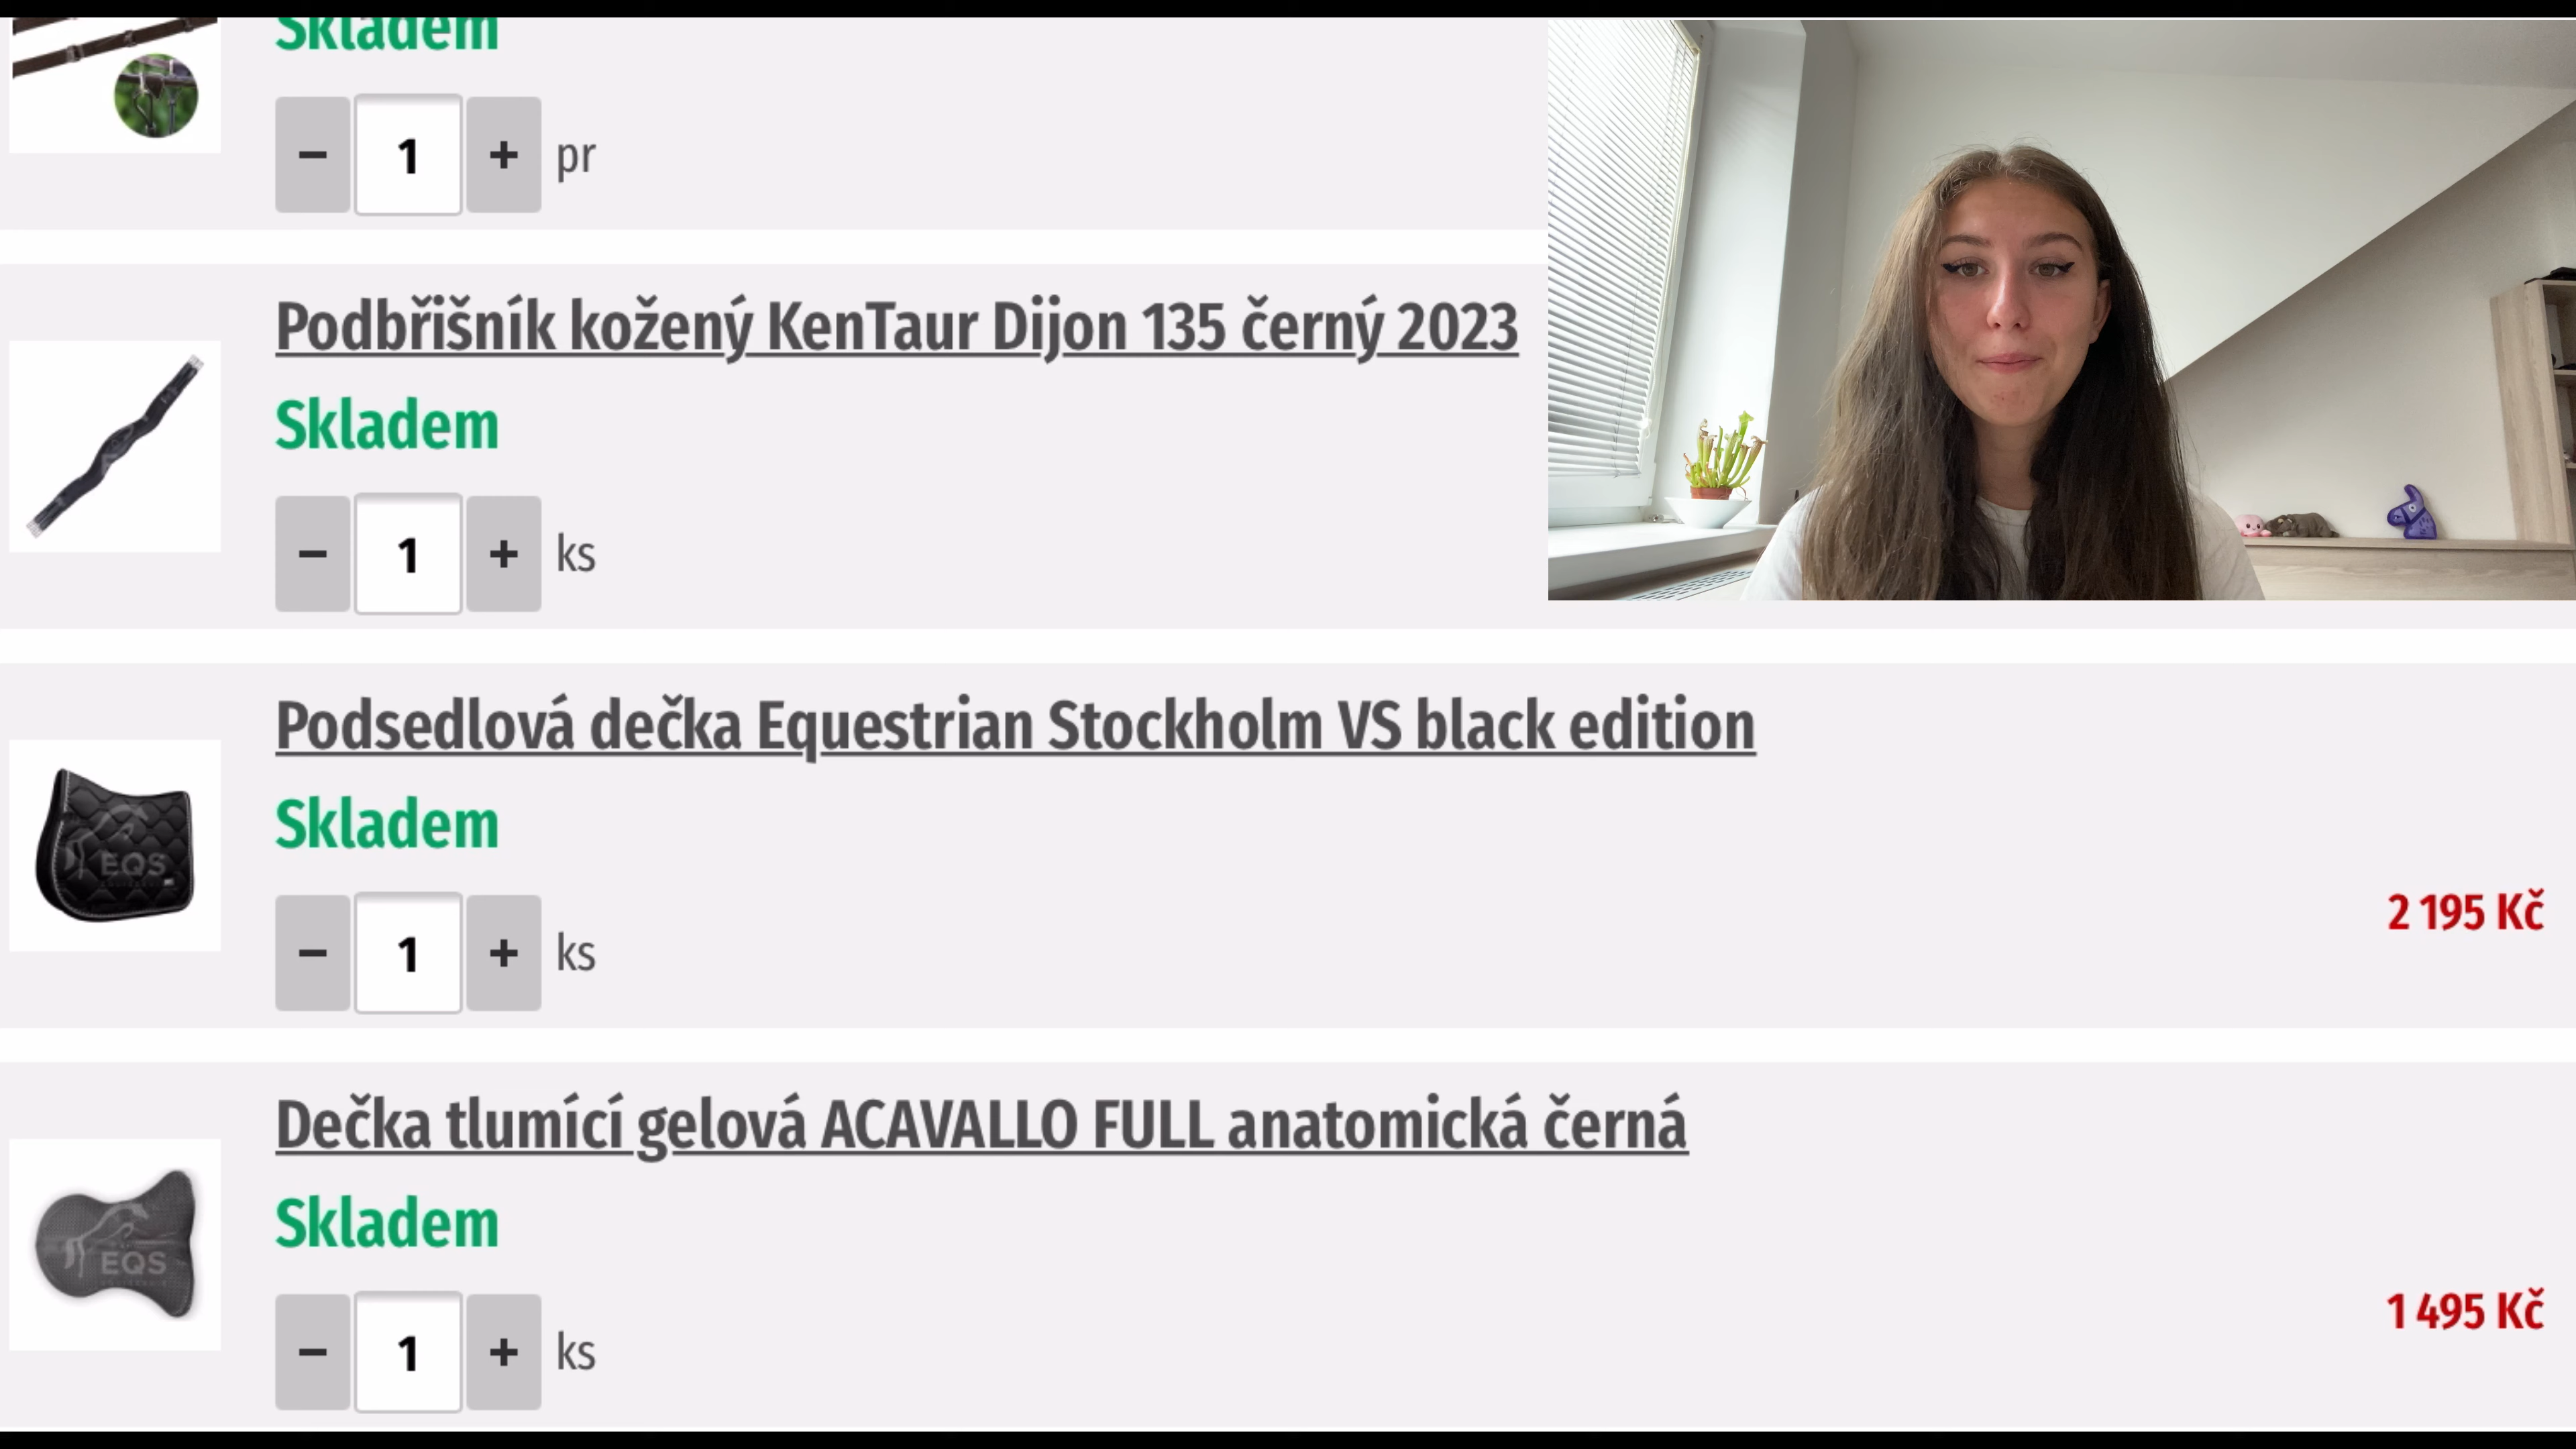 Skladem
− 1 + pr
Podbřišník kožený KenTaur Dijon 135 černý 2023
Skladem
− 1 + ks
Podsedlová dečka Equestrian Stockholm VS black edition
Skladem
EQS
− 1 + ks
2 195 Kč
Dečka tlumící gelová ACAVALLO FULL anatomická černá
Skladem
EQS
− 1 + ks
1 495 Kč